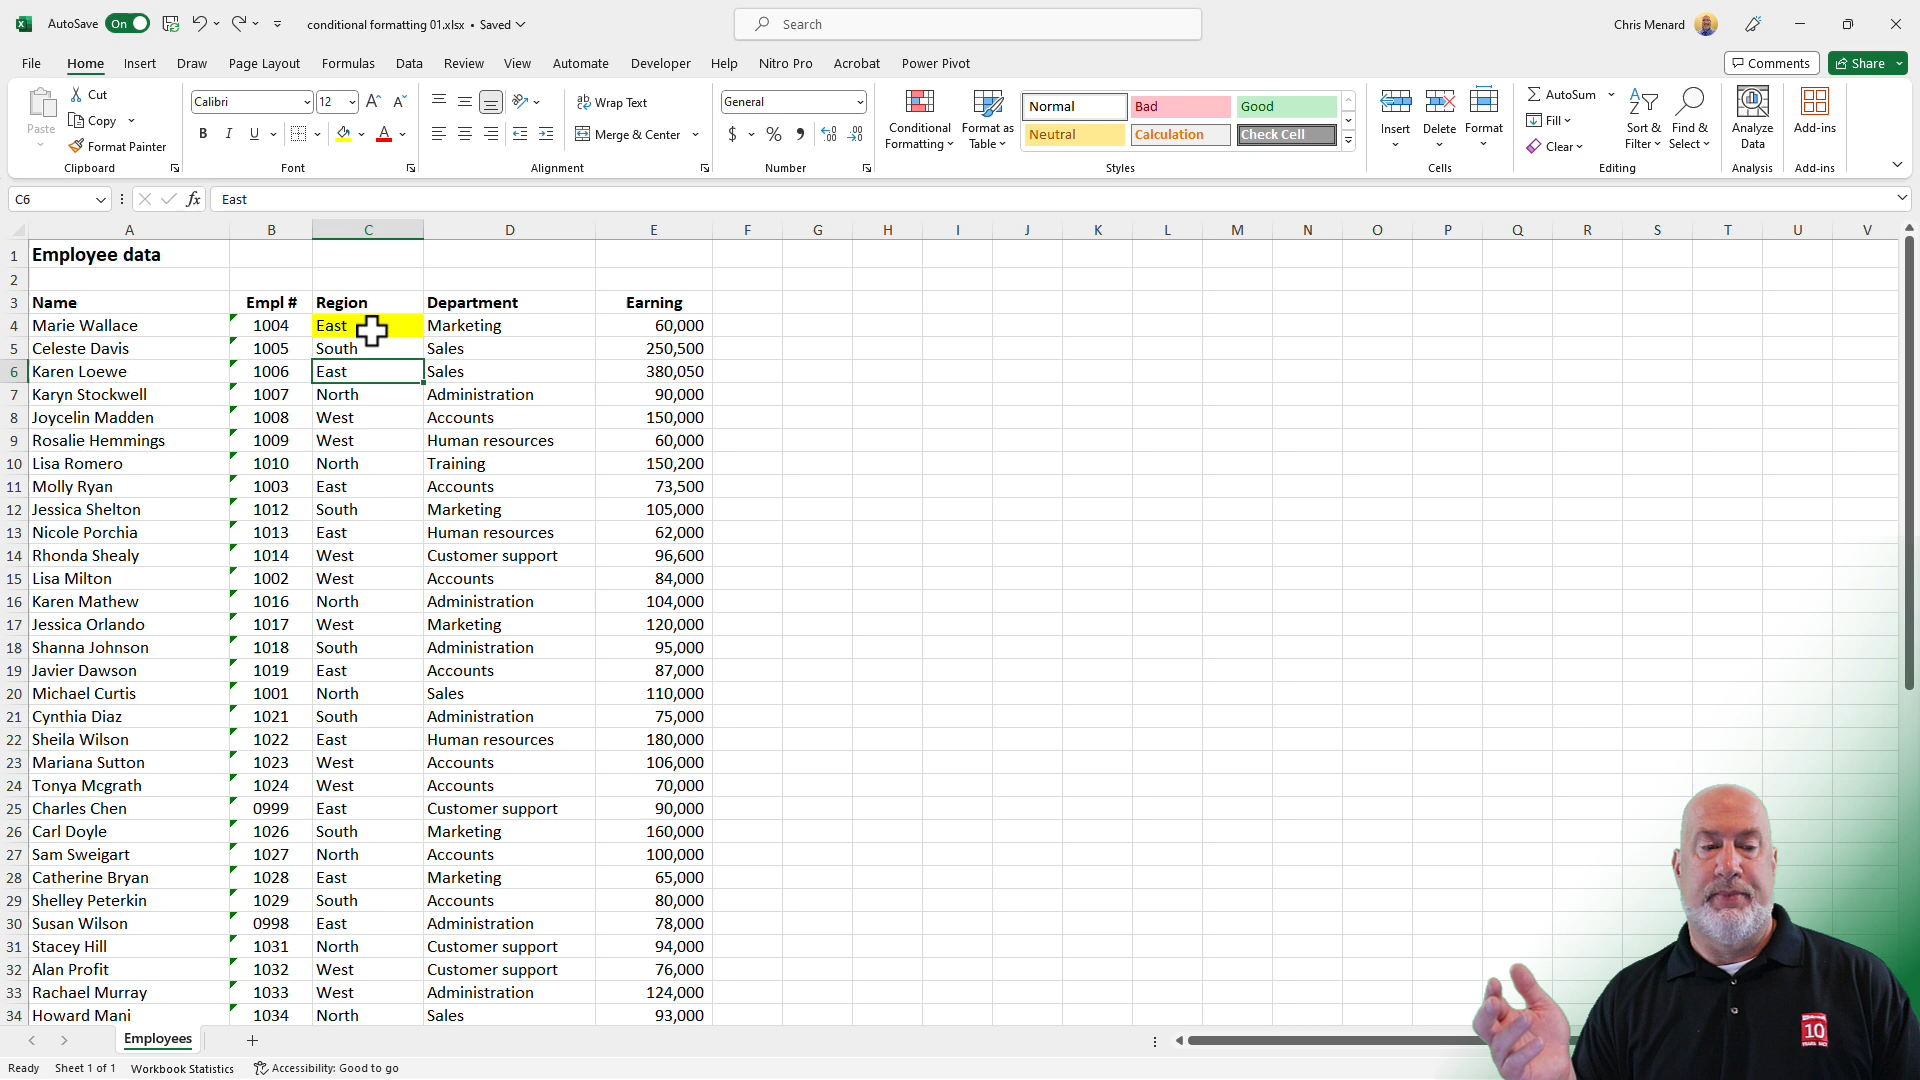 AutoSave On conditional formatting 01.xlsx • Saved Search Chris Menard
File Home Insert Draw Page Layout Formulas Data Review View Automate Developer Help Nitro Pro Acrobat Power Pivot Comments Share
Paste Cut Copy Format Painter Clipboard
Calibri 12 B I U A Font
Wrap Text Merge & Center Alignment
General $ % Number
Conditional Formatting Format as Table Normal Bad Good Neutral Calculation Check Cell Styles
Insert Delete Format Cells
AutoSum Fill Clear Sort & Filter Find & Select Editing
Analyze Data Analysis Add-ins Add-ins
C6 fx East
A B C D E F G H I J K L M N O P Q R S T U V
1 Employee data
2
3 Name Empl # Region Department Earning
4 Marie Wallace 1004 East Marketing 60,000
5 Celeste Davis 1005 South Sales 250,500
6 Karen Loewe 1006 East Sales 380,050
7 Karyn Stockwell 1007 North Administration 90,000
8 Joycelin Madden 1008 West Accounts 150,000
9 Rosalie Hemmings 1009 West Human resources 60,000
10 Lisa Romero 1010 North Training 150,200
11 Molly Ryan 1003 East Accounts 73,500
12 Jessica Shelton 1012 South Marketing 105,000
13 Nicole Porchia 1013 East Human resources 62,000
14 Rhonda Shealy 1014 West Customer support 96,600
15 Lisa Milton 1002 West Accounts 84,000
16 Karen Mathew 1016 North Administration 104,000
17 Jessica Orlando 1017 West Marketing 120,000
18 Shanna Johnson 1018 South Administration 95,000
19 Javier Dawson 1019 East Accounts 87,000
20 Michael Curtis 1001 North Sales 110,000
21 Cynthia Diaz 1021 South Administration 75,000
22 Sheila Wilson 1022 East Human resources 180,000
23 Mariana Sutton 1023 West Accounts 106,000
24 Tonya Mcgrath 1024 West Accounts 70,000
25 Charles Chen 0999 East Customer support 90,000
26 Carl Doyle 1026 South Marketing 160,000
27 Sam Sweigart 1027 North Accounts 100,000
28 Catherine Bryan 1028 East Marketing 65,000
29 Shelley Peterkin 1029 South Accounts 80,000
30 Susan Wilson 0998 East Administration 78,000
31 Stacey Hill 1031 North Customer support 94,000
32 Alan Profit 1032 West Customer support 76,000
33 Rachael Murray 1033 West Administration 124,000
34 Howard Mani 1034 North Sales 93,000
10
Employees
Ready Sheet 1 of 1 Workbook Statistics Accessibility: Good to go